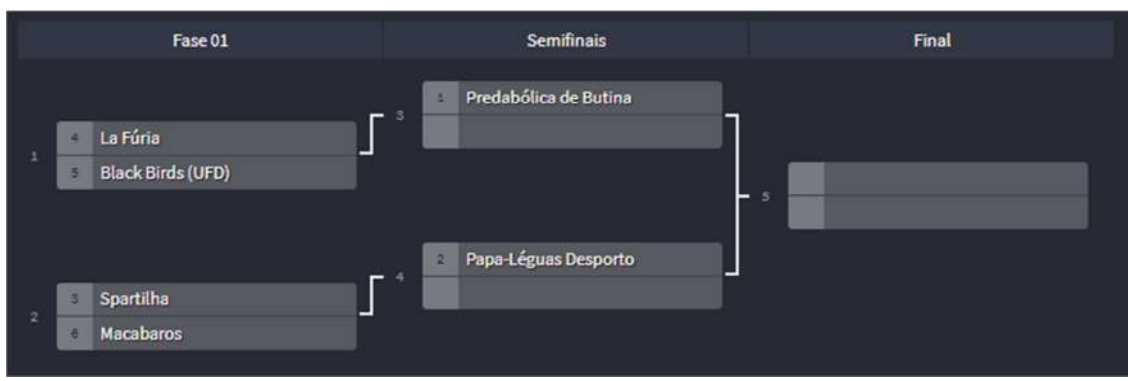 Fase 01
Semifinais
Final
1
4 La Fúria
5 Black Birds (UFD)
2
3 Spartilha
6 Macabaros
3
1 Predabólica de Butina
4
2 Papa-Léguas Desporto
5